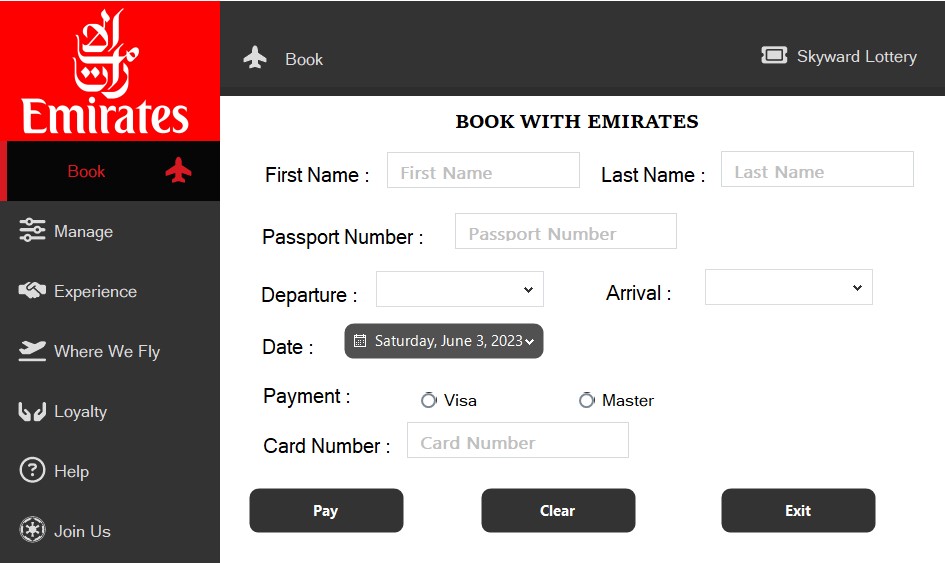 Emirates
Book
Manage
Experience
Where We Fly
Loyalty
Help
Join Us
Book
Skyward Lottery
BOOK WITH EMIRATES
First Name : First Name Last Name : Last Name
Passport Number : Passport Number
Departure : Arrival :
Date : Saturday, June 3, 2023
Payment : Visa Master
Card Number : Card Number
Pay Clear Exit